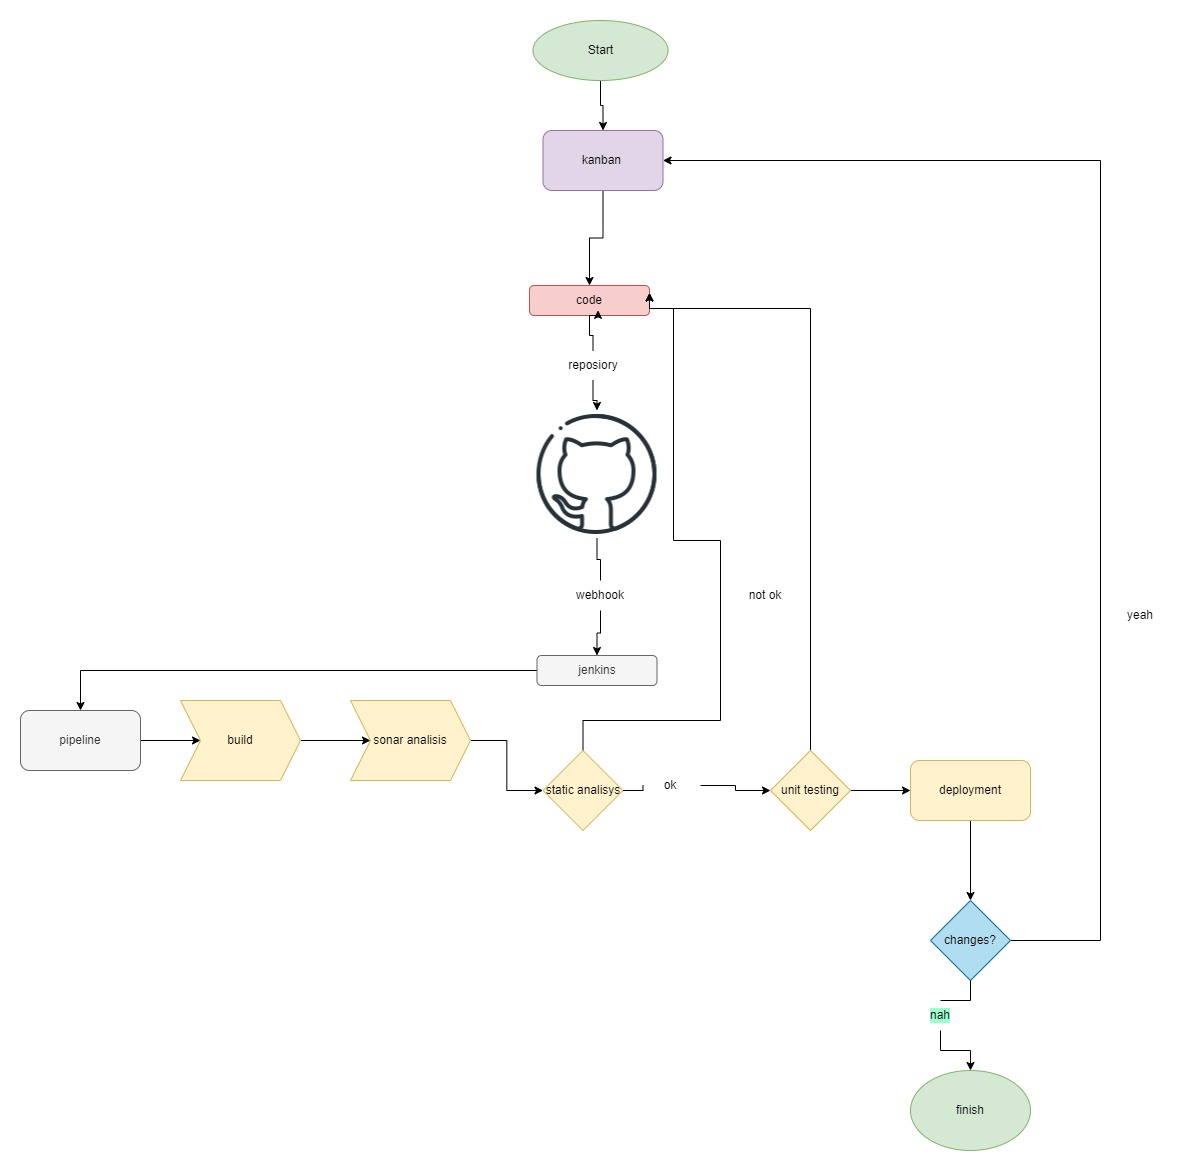 Start
kanban
code
reposiory
webhook
not ok
yeah
jenkins
pipeline
build
sonar analisis
static analisys
ok
unit testing
deployment
changes?
nah
finish